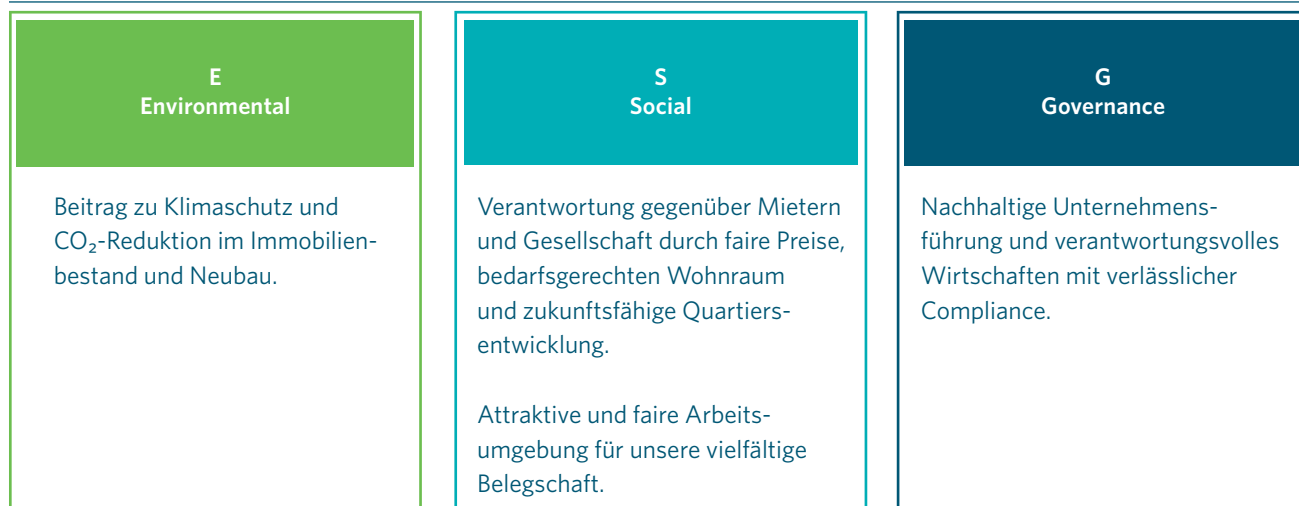 E
Environmental
Beitrag zu Klimaschutz und
CO₂-Reduktion im Immobilien-
bestand und Neubau.
S
Social
Verantwortung gegenüber Mietern
und Gesellschaft durch faire Preise,
bedarfsgerechten Wohnraum
und zukunftsfähige Quartiers-
entwicklung.
Attraktive und faire Arbeits-
umgebung für unsere vielfältige
Belegschaft.
G
Governance
Nachhaltige Unternehmens-
führung und verantwortungsvolles
Wirtschaften mit verlässlicher
Compliance.